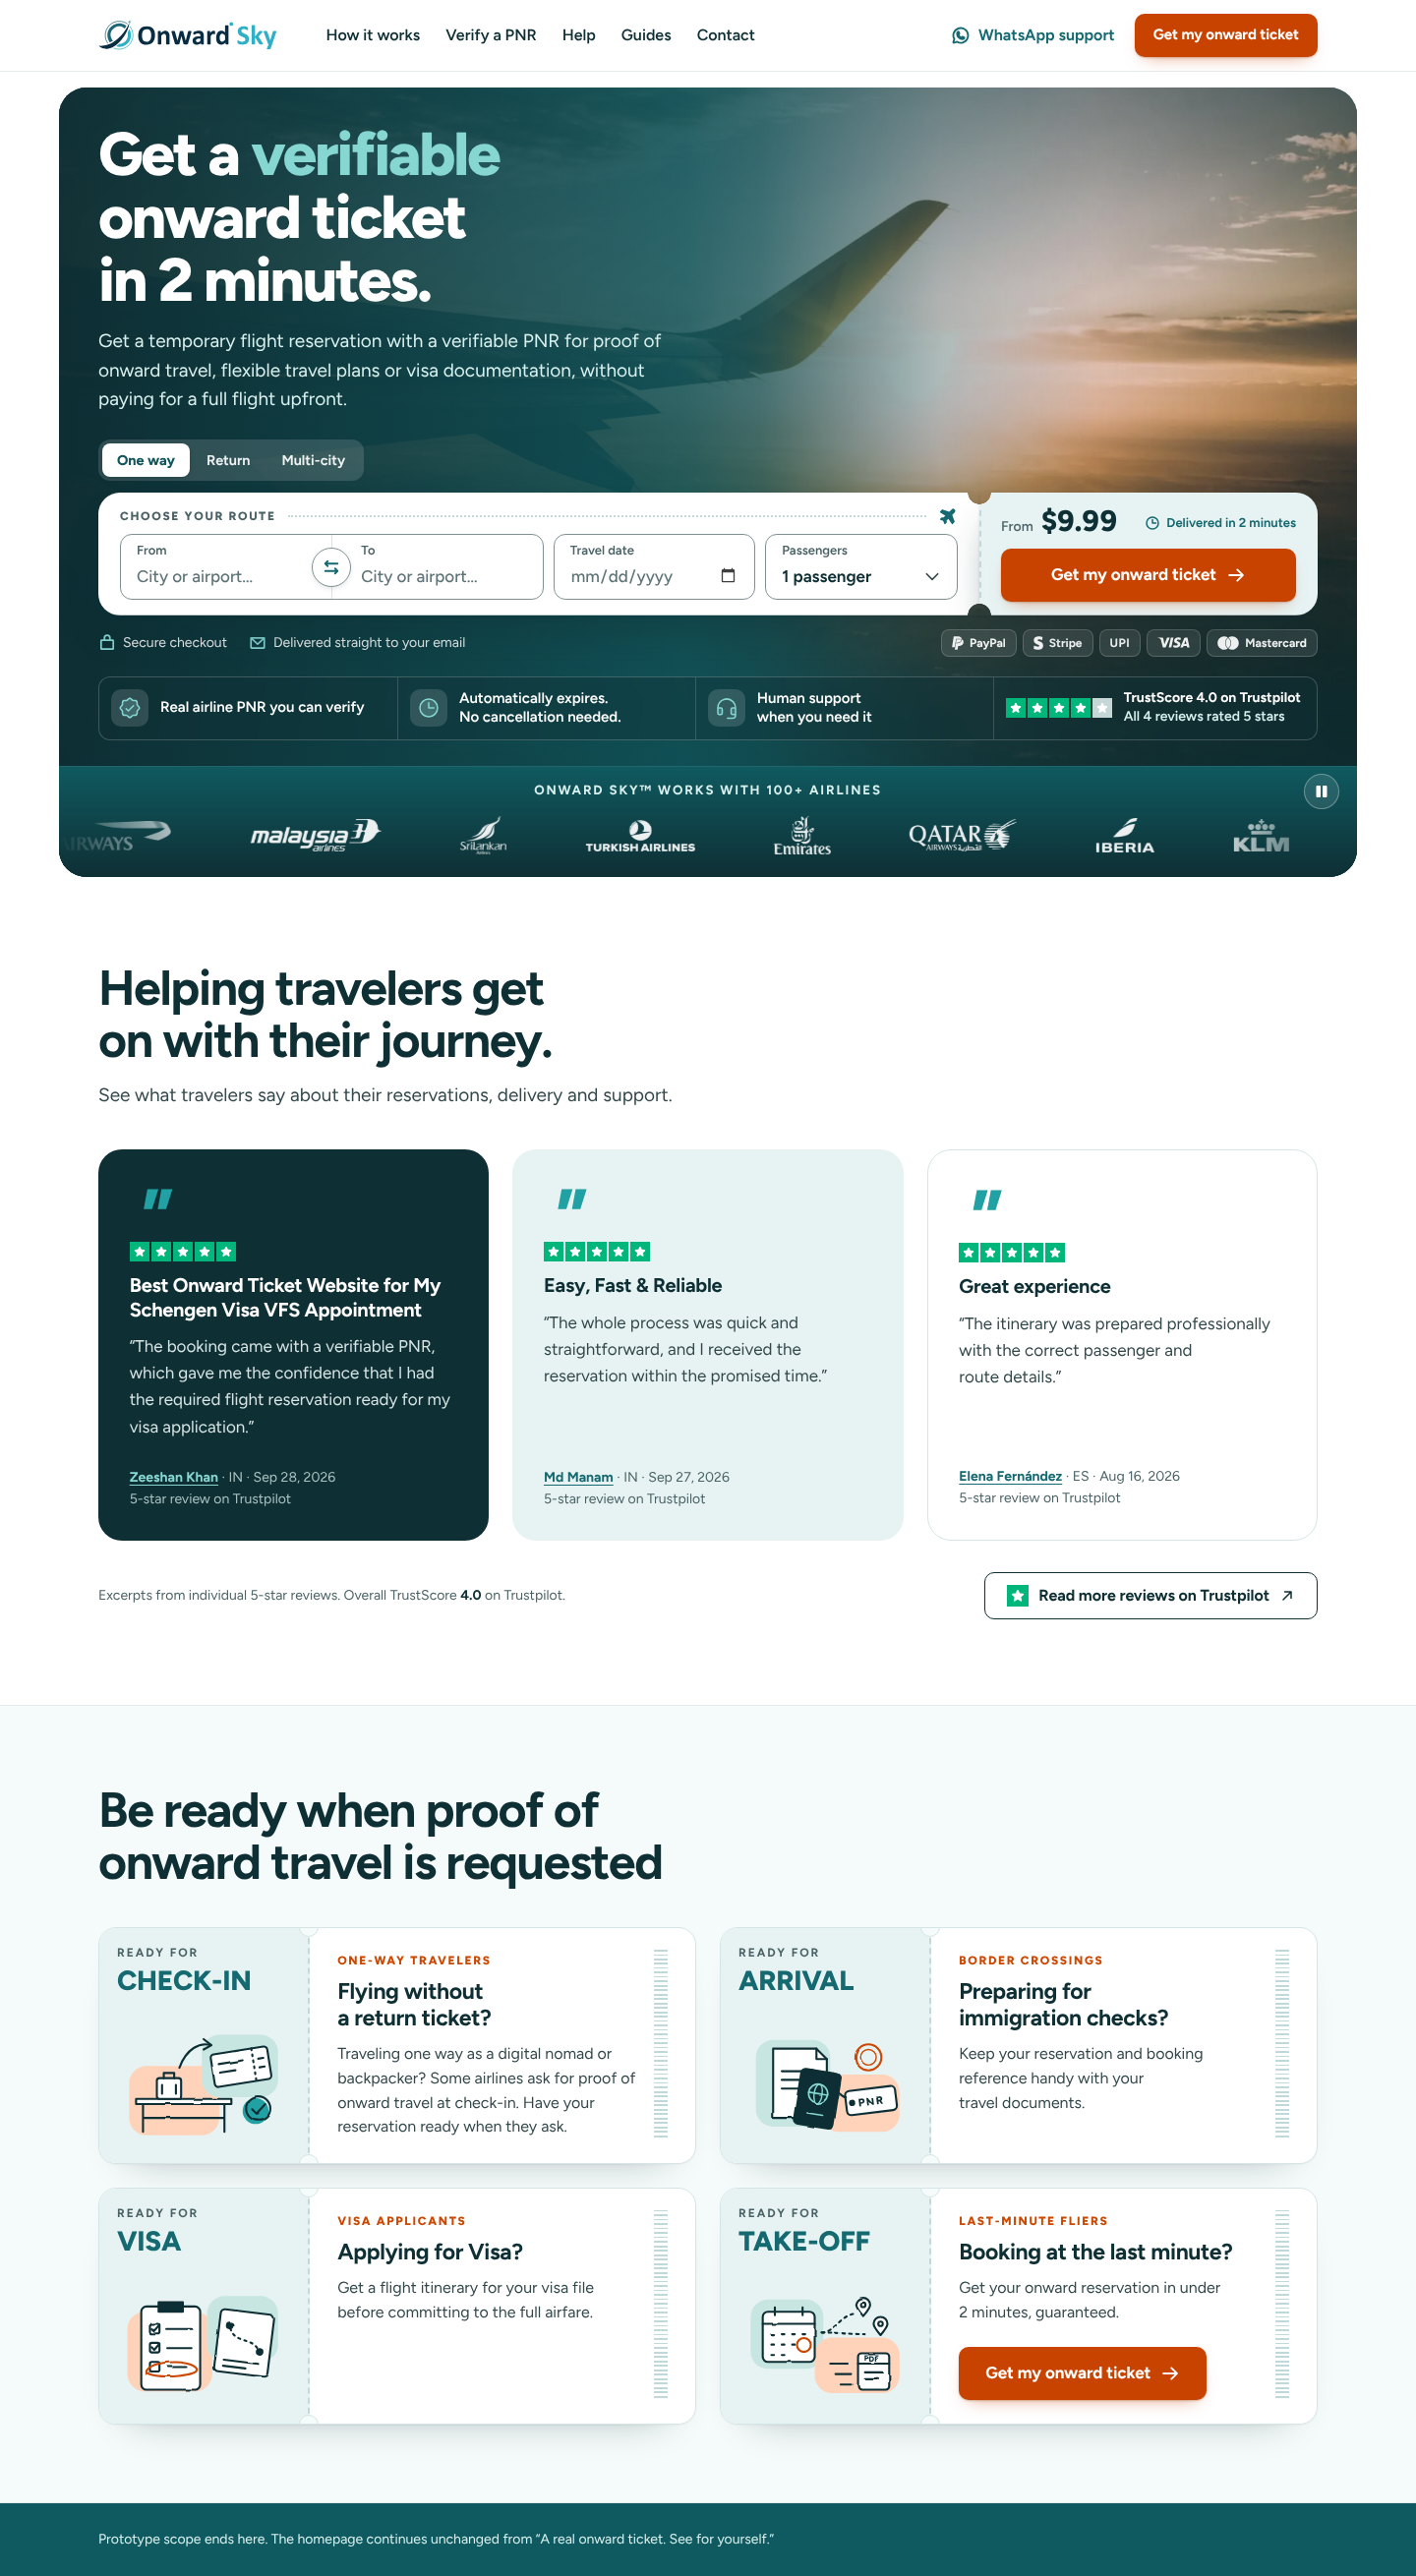 Onward Sky
How it works
Verify a PNR
Help
Guides
Contact
WhatsApp support
Get my onward ticket
Get a verifiable
onward ticket
in 2 minutes.
Get a temporary flight reservation with a verifiable PNR for proof of
onward travel, flexible travel plans or visa documentation, without
paying for a full flight upfront.
One way
Return
Multi-city
CHOOSE YOUR ROUTE
From
City or airport...
To
City or airport...
Travel date
mm/dd/yyyy
Passengers
1 passenger
From $9.99
Delivered in 2 minutes
Get my onward ticket
Secure checkout
Delivered straight to your email
PayPal
Stripe
UPI
VISA
Mastercard
Real airline PNR you can verify
Automatically expires.
No cancellation needed.
Human support
when you need it
TrustScore 4.0 on Trustpilot
All 4 reviews rated 5 stars
ONWARD SKY™ WORKS WITH 100+ AIRLINES
AIRWAYS
malaysia
airlines
SriLankan
Airlines
TURKISH AIRLINES
Emirates
QATAR
AIRWAYS القطرية
IBERIA
KLM
Helping travelers get
on with their journey.
See what travelers say about their reservations, delivery and support.
Best Onward Ticket Website for My
Schengen Visa VFS Appointment
“The booking came with a verifiable PNR,
which gave me the confidence that I had
the required flight reservation ready for my
visa application.”
Zeeshan Khan · IN · Sep 28, 2026
5-star review on Trustpilot
Easy, Fast & Reliable
“The whole process was quick and
straightforward, and I received the
reservation within the promised time.”
Md Manam · IN · Sep 27, 2026
5-star review on Trustpilot
Great experience
“The itinerary was prepared professionally
with the correct passenger and
route details.”
Elena Fernández · ES · Aug 16, 2026
5-star review on Trustpilot
Excerpts from individual 5-star reviews. Overall TrustScore 4.0 on Trustpilot.
Read more reviews on Trustpilot
Be ready when proof of
onward travel is requested
READY FOR
CHECK-IN
ONE-WAY TRAVELERS
Flying without
a return ticket?
Traveling one way as a digital nomad or
backpacker? Some airlines ask for proof of
onward travel at check-in. Have your
reservation ready when they ask.
READY FOR
ARRIVAL
PNR
BORDER CROSSINGS
Preparing for
immigration checks?
Keep your reservation and booking
reference handy with your
travel documents.
READY FOR
VISA
VISA APPLICANTS
Applying for Visa?
Get a flight itinerary for your visa file
before committing to the full airfare.
READY FOR
TAKE-OFF
PDF
LAST-MINUTE FLIERS
Booking at the last minute?
Get your onward reservation in under
2 minutes, guaranteed.
Get my onward ticket
Prototype scope ends here. The homepage continues unchanged from “A real onward ticket. See for yourself.”